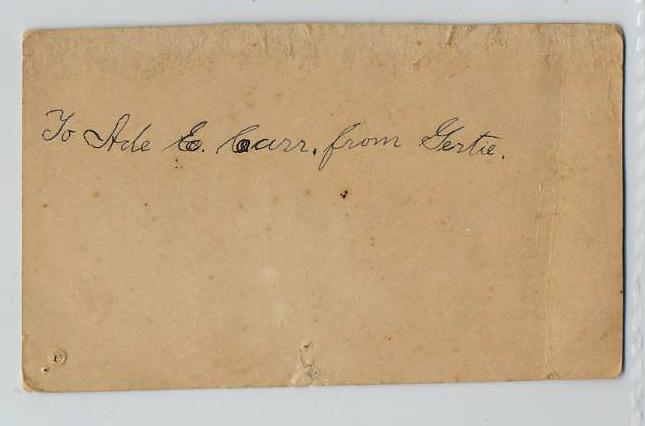 To Ade E. Carr, from Gertie.